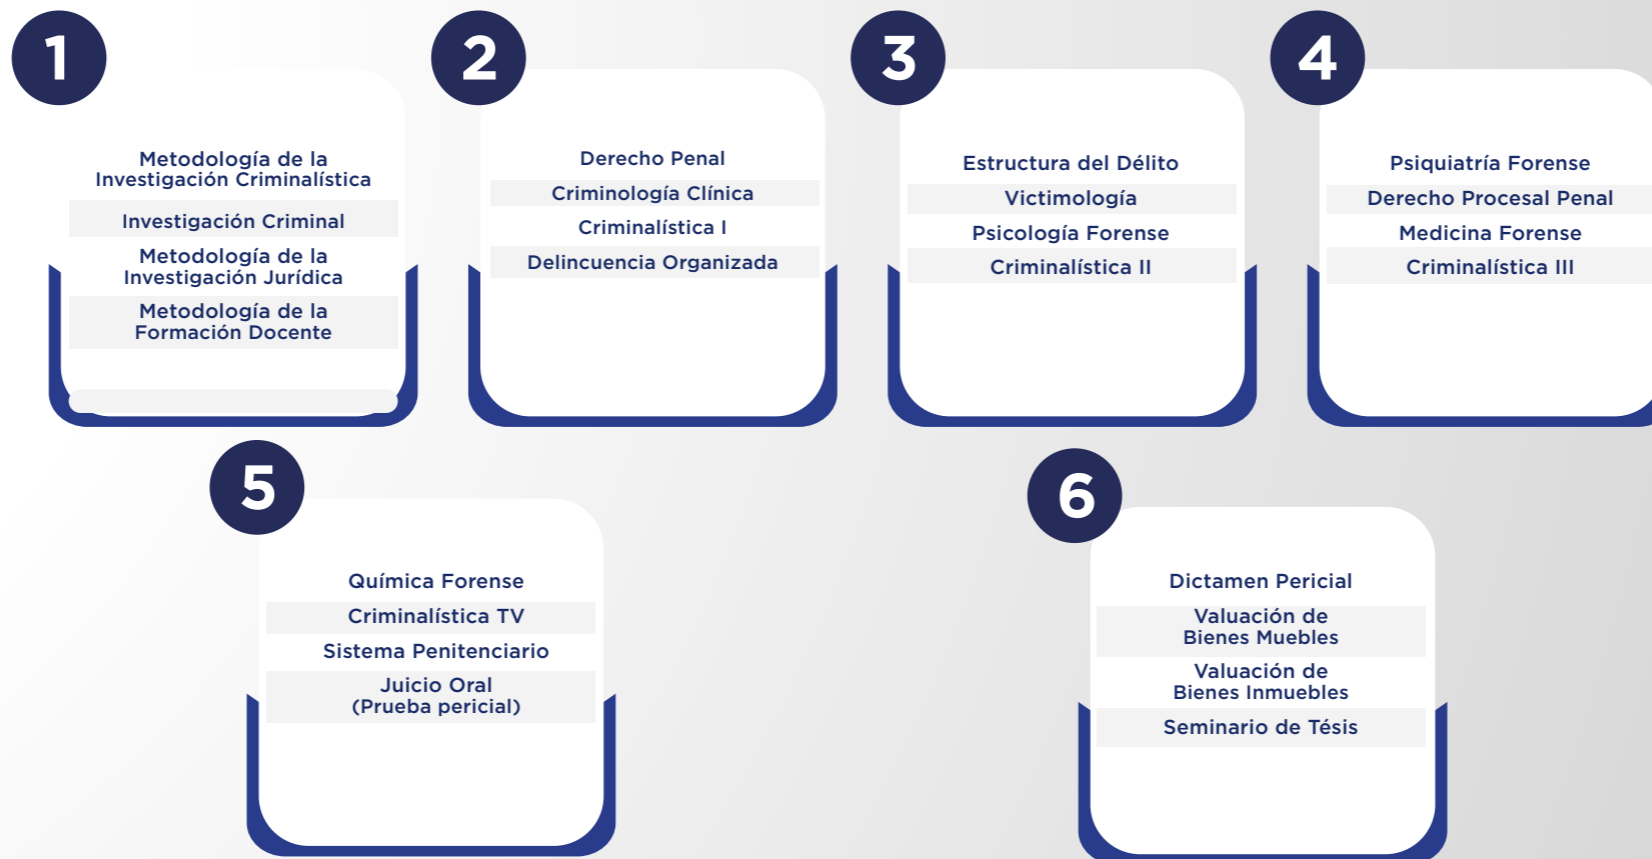 1
Metodología de la
Investigación Criminalística
Investigación Criminal
Metodología de la
Investigación Jurídica
Metodología de la
Formación Docente
2
Derecho Penal
Criminología Clínica
Criminalística I
Delincuencia Organizada
3
Estructura del Délito
Victimología
Psicología Forense
Criminalística II
4
Psiquiatría Forense
Derecho Procesal Penal
Medicina Forense
Criminalística III
5
Química Forense
Criminalística TV
Sistema Penitenciario
Juicio Oral
(Prueba pericial)
6
Dictamen Pericial
Valuación de
Bienes Muebles
Valuación de
Bienes Inmuebles
Seminario de Tésis